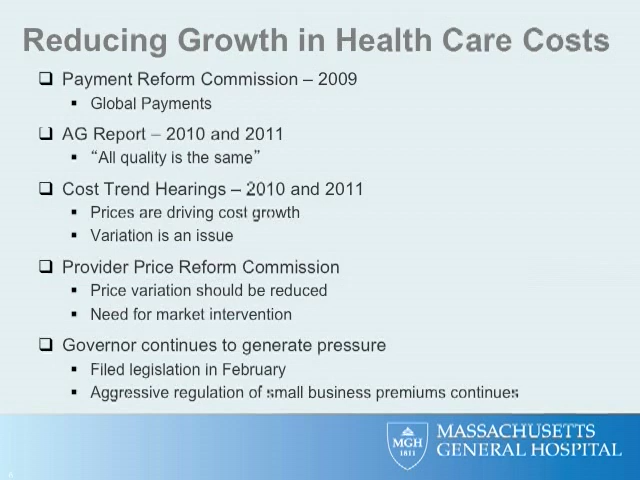 Reducing Growth in Health Care Costs
Payment Reform Commission – 2009
Global Payments
AG Report – 2010 and 2011
“All quality is the same”
Cost Trend Hearings – 2010 and 2011
Prices are driving cost growth
Variation is an issue
Provider Price Reform Commission
Price variation should be reduced
Need for market intervention
Governor continues to generate pressure
Filed legislation in February
Aggressive regulation of small business premiums continues
MGH
1811
MASSACHUSETTS
GENERAL HOSPITAL